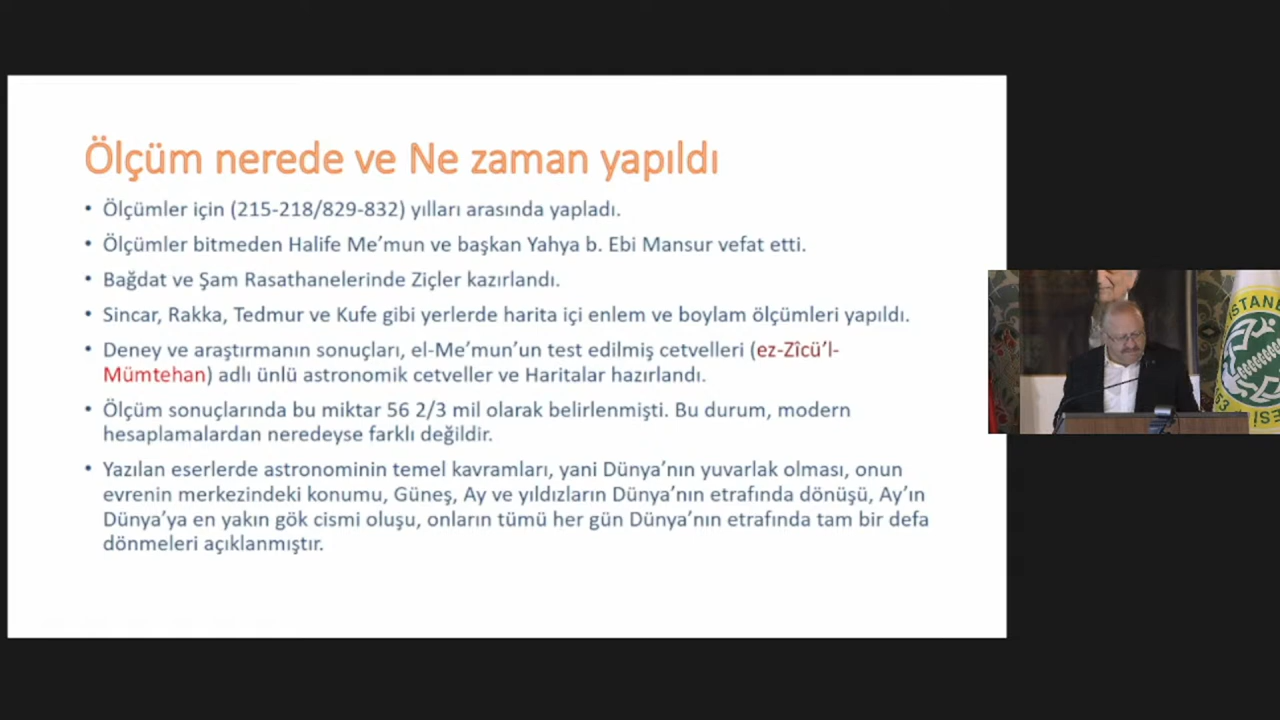 Ölçüm nerede ve Ne zaman yapıldı
• Ölçümler için (215-218/829-832) yılları arasında yapladı.
• Ölçümler bitmeden Halife Me’mun ve başkan Yahya b. Ebi Mansur vefat etti.
• Bağdat ve Şam Rasathanelerinde Ziçler kazırlandı.
• Sincar, Rakka, Tedmur ve Kufe gibi yerlerde harita içi enlem ve boylam ölçümleri yapıldı.
• Deney ve araştırmanın sonuçları, el-Me’mun’un test edilmiş cetvelleri (ez-Zîcü’l-
Mümtehan) adlı ünlü astronomik cetveller ve Haritalar hazırlandı.
• Ölçüm sonuçlarında bu miktar 56 2/3 mil olarak belirlenmişti. Bu durum, modern
hesaplamalardan neredeyse farklı değildir.
• Yazılan eserlerde astronominin temel kavramları, yani Dünya’nın yuvarlak olması, onun
evrenin merkezindeki konumu, Güneş, Ay ve yıldızların Dünya’nın etrafında dönüşü, Ay’ın
Dünya’ya en yakın gök cismi oluşu, onların tümü her gün Dünya’nın etrafında tam bir defa
dönmeleri açıklanmıştır.
İSTANB